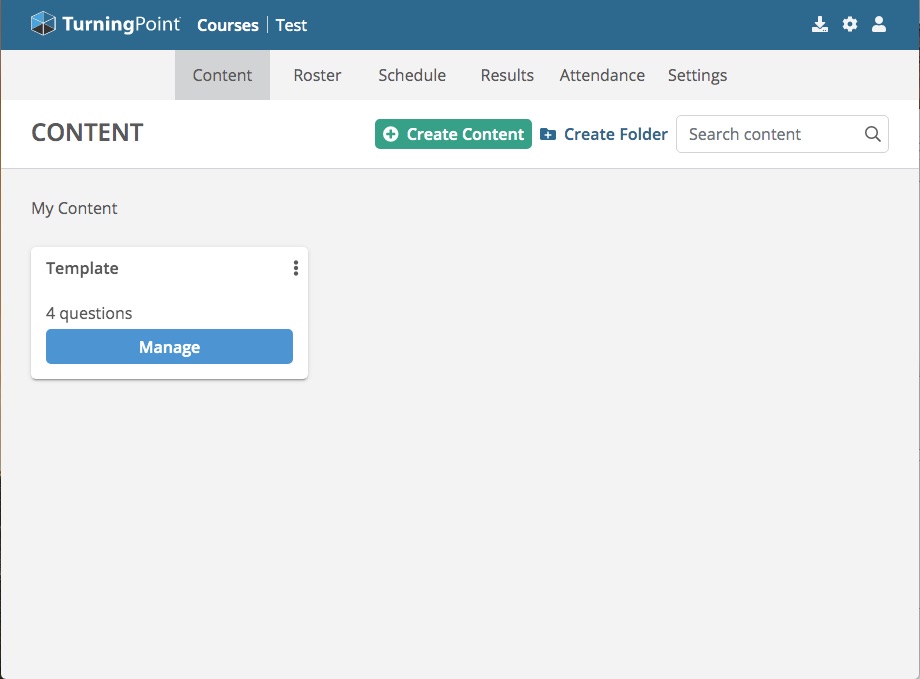 TurningPoint Courses | Test
Content Roster Schedule Results Attendance Settings
CONTENT Create Content Create Folder Search content
My Content
Template
4 questions
Manage